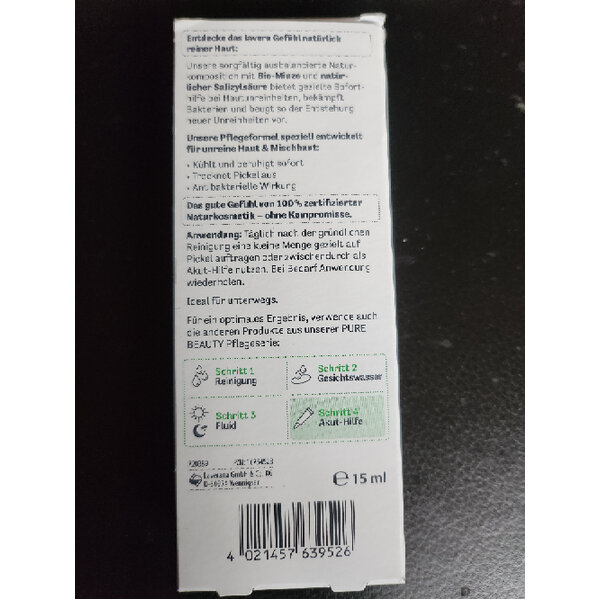 Entdecke das lavera Gefühl natürlich
reiner Haut:
Unsere sorgfältig ausbalancierte Natur-
komposition mit Bio-Minze und natür-
licher Salizylsäure bietet gezielte Sofort-
hilfe bei Hautunreinheiten, bekämpft
Bakterien und beugt so der Entstehung
neuer Unreinheiten vor.
Unsere Pflegeformel speziell entwickelt
für unreine Haut & Mischhaut:
• Kühlt und beruhigt sofort
• Trocknet Pickel aus
• Antibakterielle Wirkung
Das gute Gefühl von 100% zertifizierter
Naturkosmetik – ohne Kompromisse.
Anwendung: Täglich nach der gründlichen
Reinigung eine kleine Menge gezielt auf
Pickel auftragen oder zwischendurch als
Akut-Hilfe nutzen. Bei Bedarf Anwendung
wiederholen.
Ideal für unterwegs.
Für ein optimales Ergebnis, verwende auch
die anderen Produkte aus unserer PURE
BEAUTY Pflegeserie:
Schritt 1
Reinigung
Schritt 2
Gesichtswasser
Schritt 3
Fluid
Schritt 4
Akut-Hilfe
Laverana GmbH & Co. KG
Wennigsen
℮ 15 ml
4 021457 639526